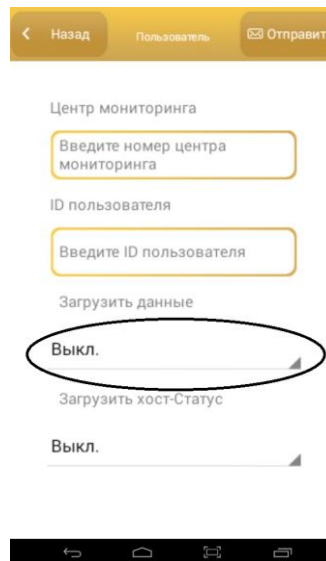 Назад
Пользователь
Отправит
Центр мониторинга
Введите номер центра
мониторинга
ID пользователя
Введите ID пользователя
Загрузить данные
Выкл.
Загрузить хост-Статус
Выкл.